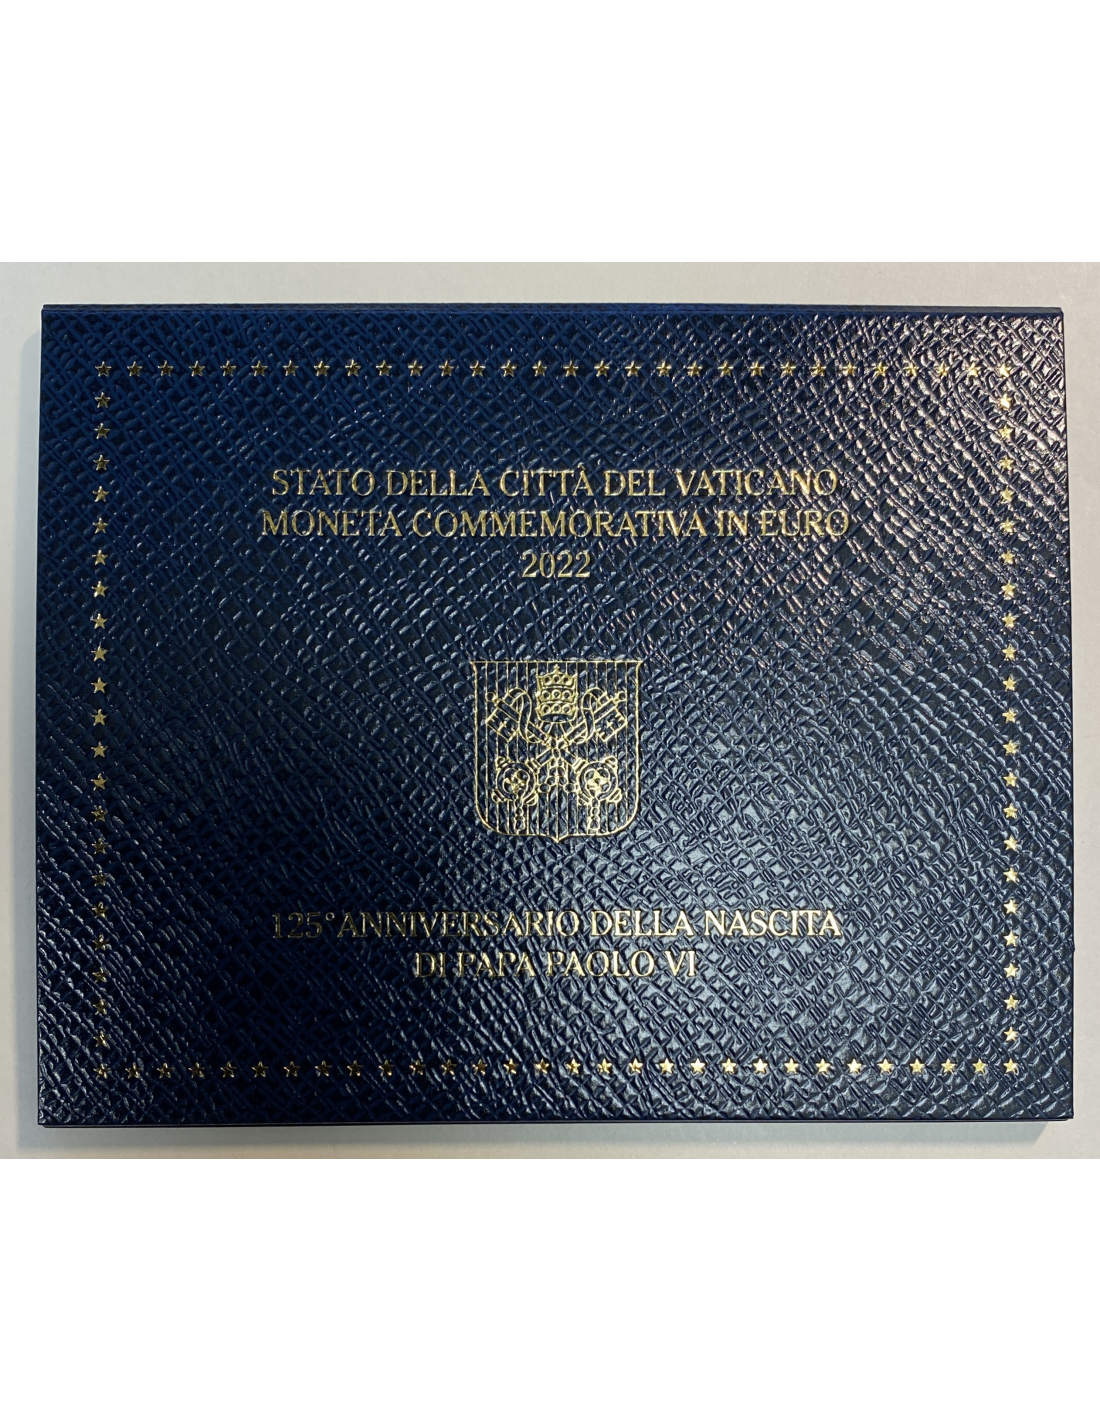 STATO DELLA CITTÀ DEL VATICANO
MONETA COMMEMORATIVA IN EURO
2022
125° ANNIVERSARIO DELLA NASCITA
DI PAPA PAOLO VI